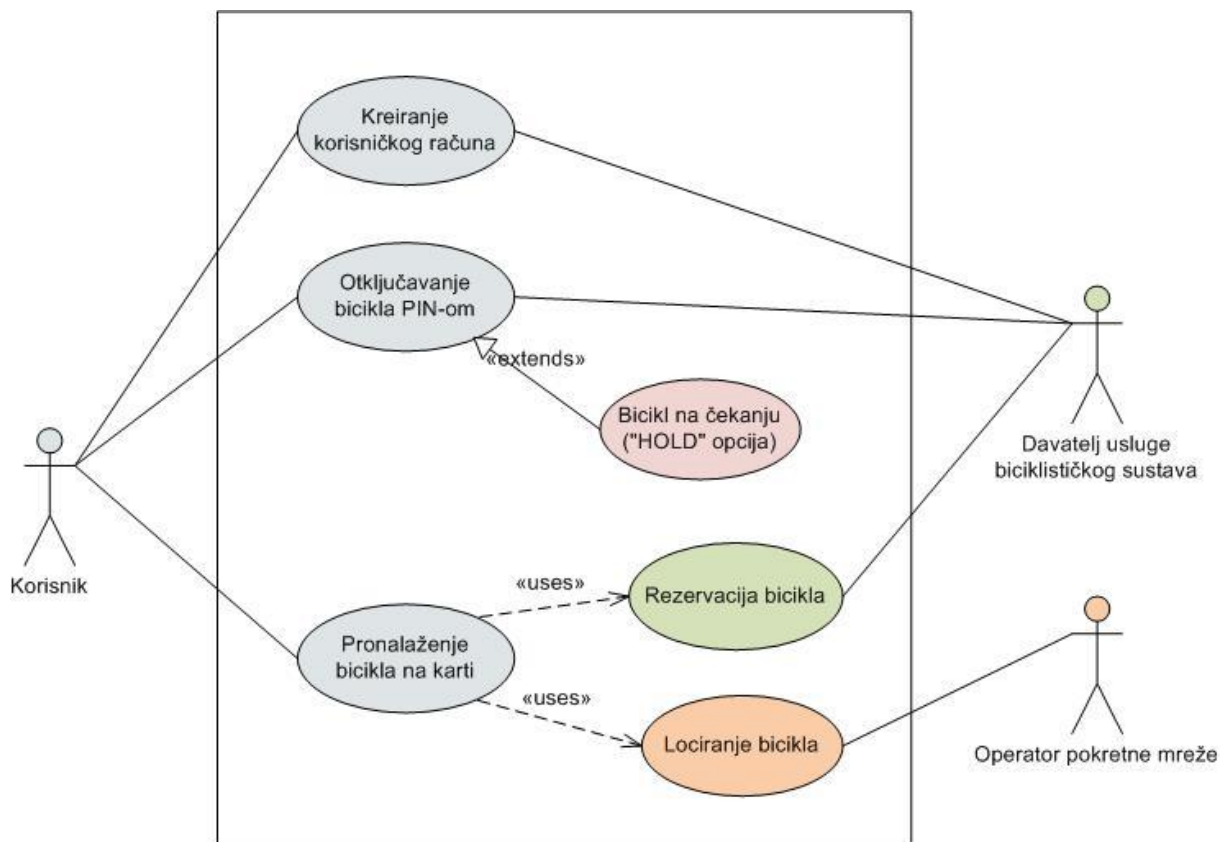 Kreiranje
korisničkog računa
Otključavanje
bicikla PIN-om
«extends»
Bicikl na čekanju
("HOLD" opcija)
Davatelj usluge
biciklističkog sustava
Korisnik
«uses»
Rezervacija bicikla
Pronalaženje
bicikla na karti
«uses»
Lociranje bicikla
Operator pokretne mreže